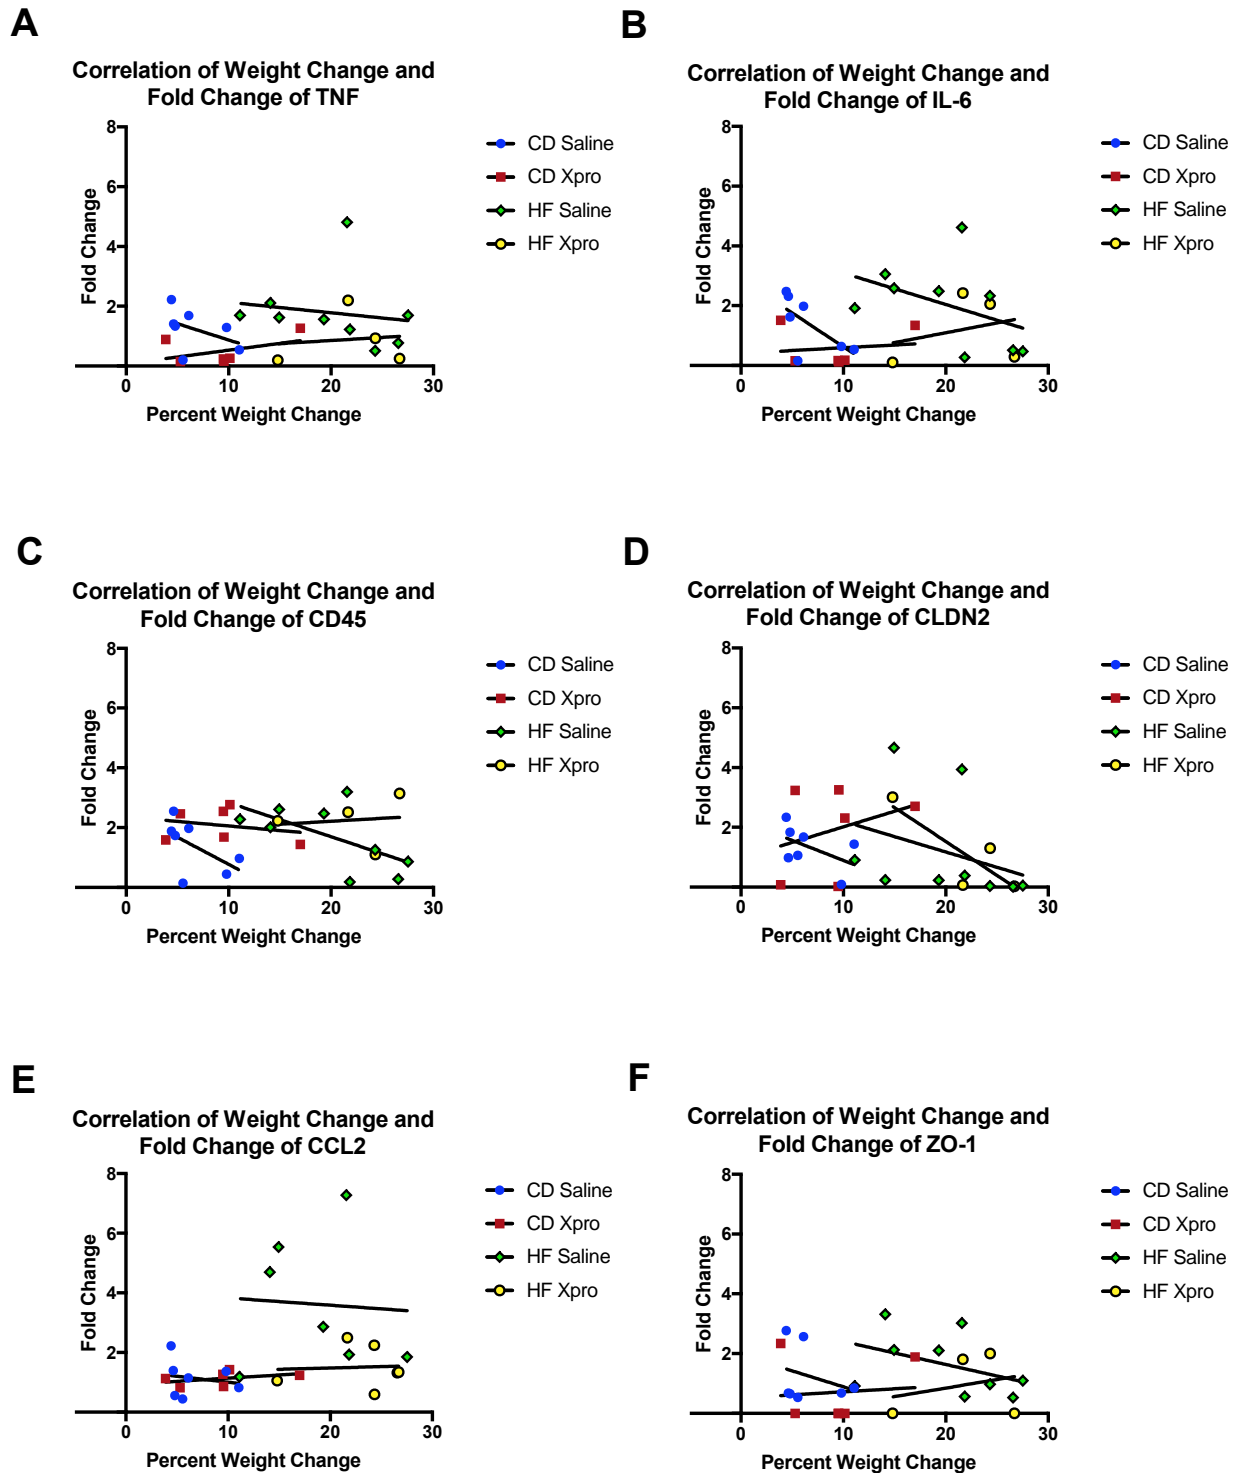 A
Correlation of Weight Change and
Fold Change of TNF
8
6
4
2
0 10 20 30
Fold Change
Percent Weight Change
CD Saline
CD Xpro
HF Saline
HF Xpro
B
Correlation of Weight Change and
Fold Change of IL-6
8
6
4
2
0 10 20 30
Fold Change
Percent Weight Change
CD Saline
CD Xpro
HF Saline
HF Xpro
C
Correlation of Weight Change and
Fold Change of CD45
8
6
4
2
0 10 20 30
Fold Change
Percent Weight Change
CD Saline
CD Xpro
HF Saline
HF Xpro
D
Correlation of Weight Change and
Fold Change of CLDN2
8
6
4
2
0 10 20 30
Fold Change
Percent Weight Change
CD Saline
CD Xpro
HF Saline
HF Xpro
E
Correlation of Weight Change and
Fold Change of CCL2
8
6
4
2
0 10 20 30
Fold Change
Percent Weight Change
CD Saline
CD Xpro
HF Saline
HF Xpro
F
Correlation of Weight Change and
Fold Change of ZO-1
8
6
4
2
0 10 20 30
Fold Change
Percent Weight Change
CD Saline
CD Xpro
HF Saline
HF Xpro